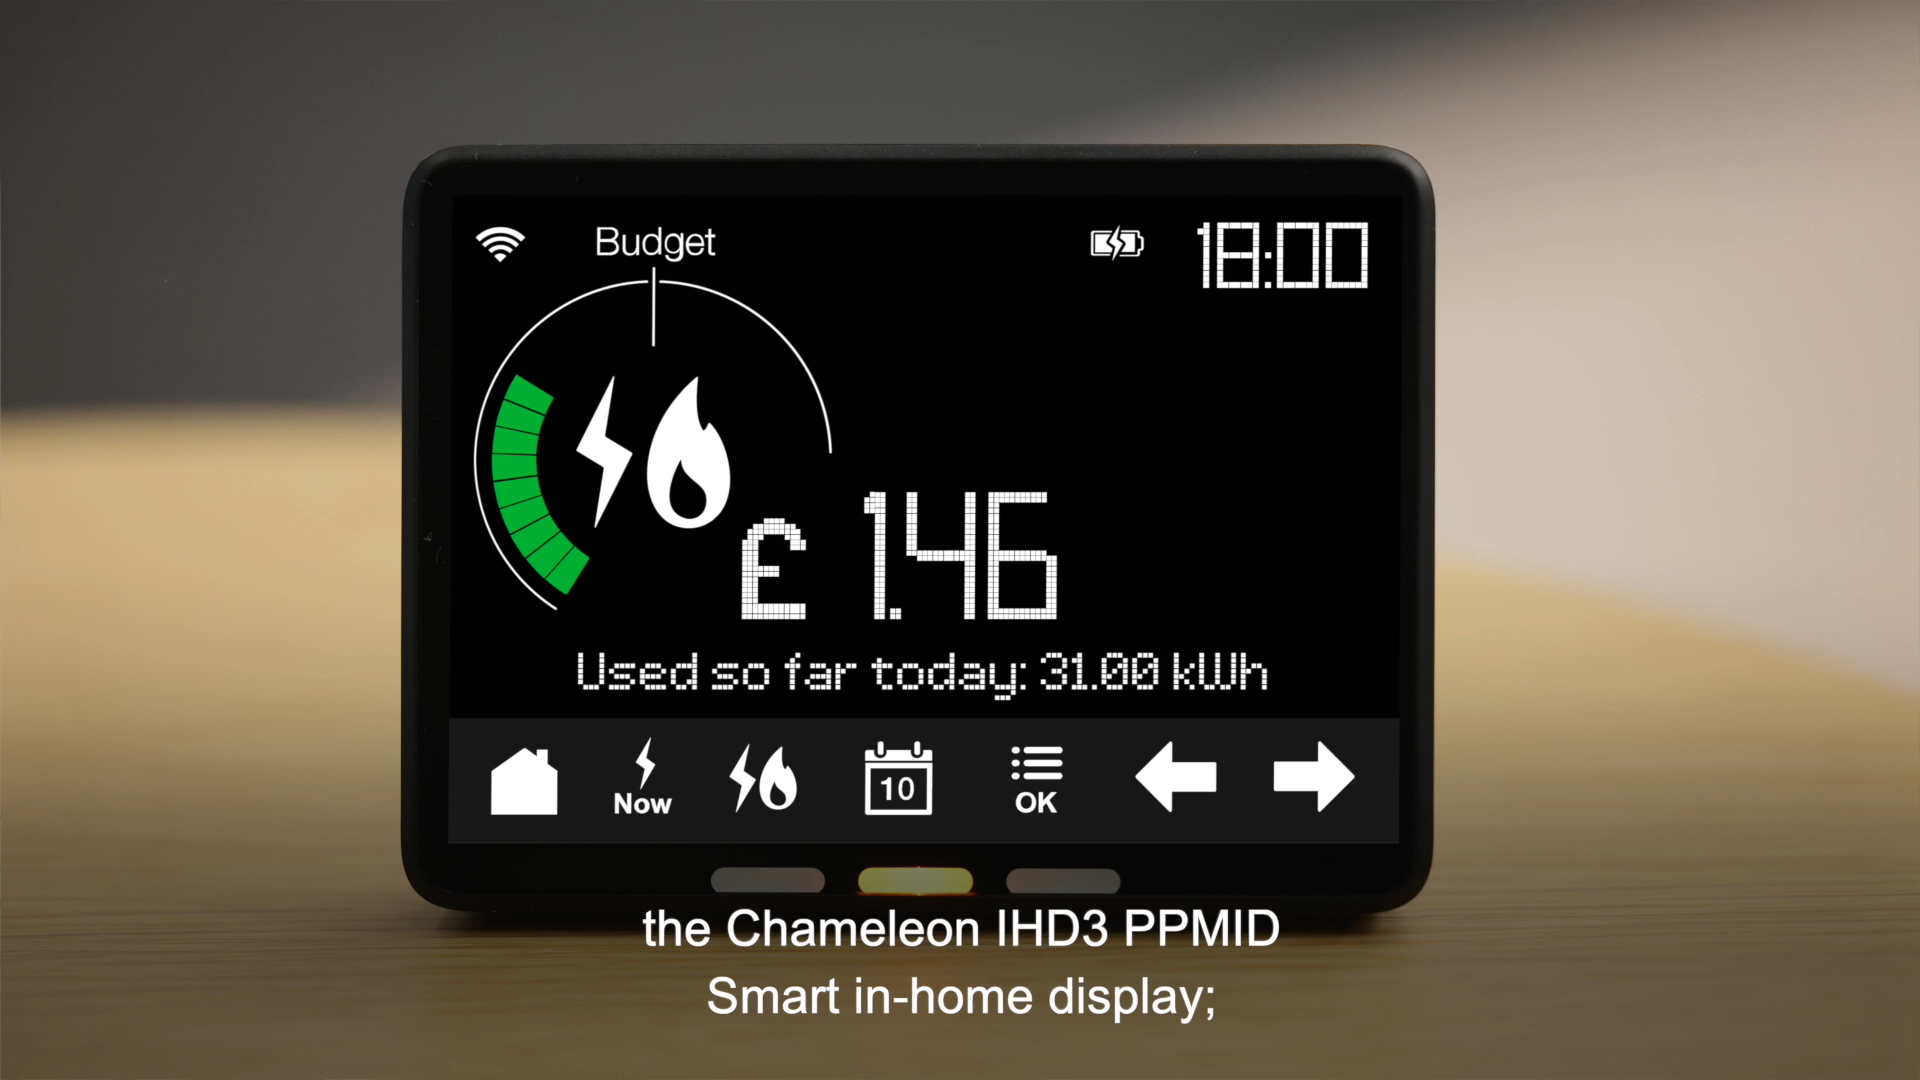 Budget
18:00
£ 1.46
Used so far today: 31.00 kWh
Now
10
OK
the Chameleon IHD3 PPMID
Smart in-home display;